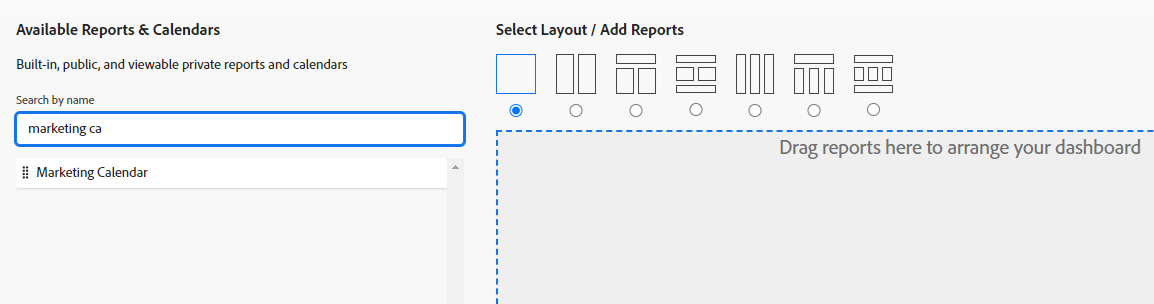 Available Reports & Calendars
Built-in, public, and viewable private reports and calendars
Search by name
marketing ca
Marketing Calendar
Select Layout / Add Reports
Drag reports here to arrange your dashboard